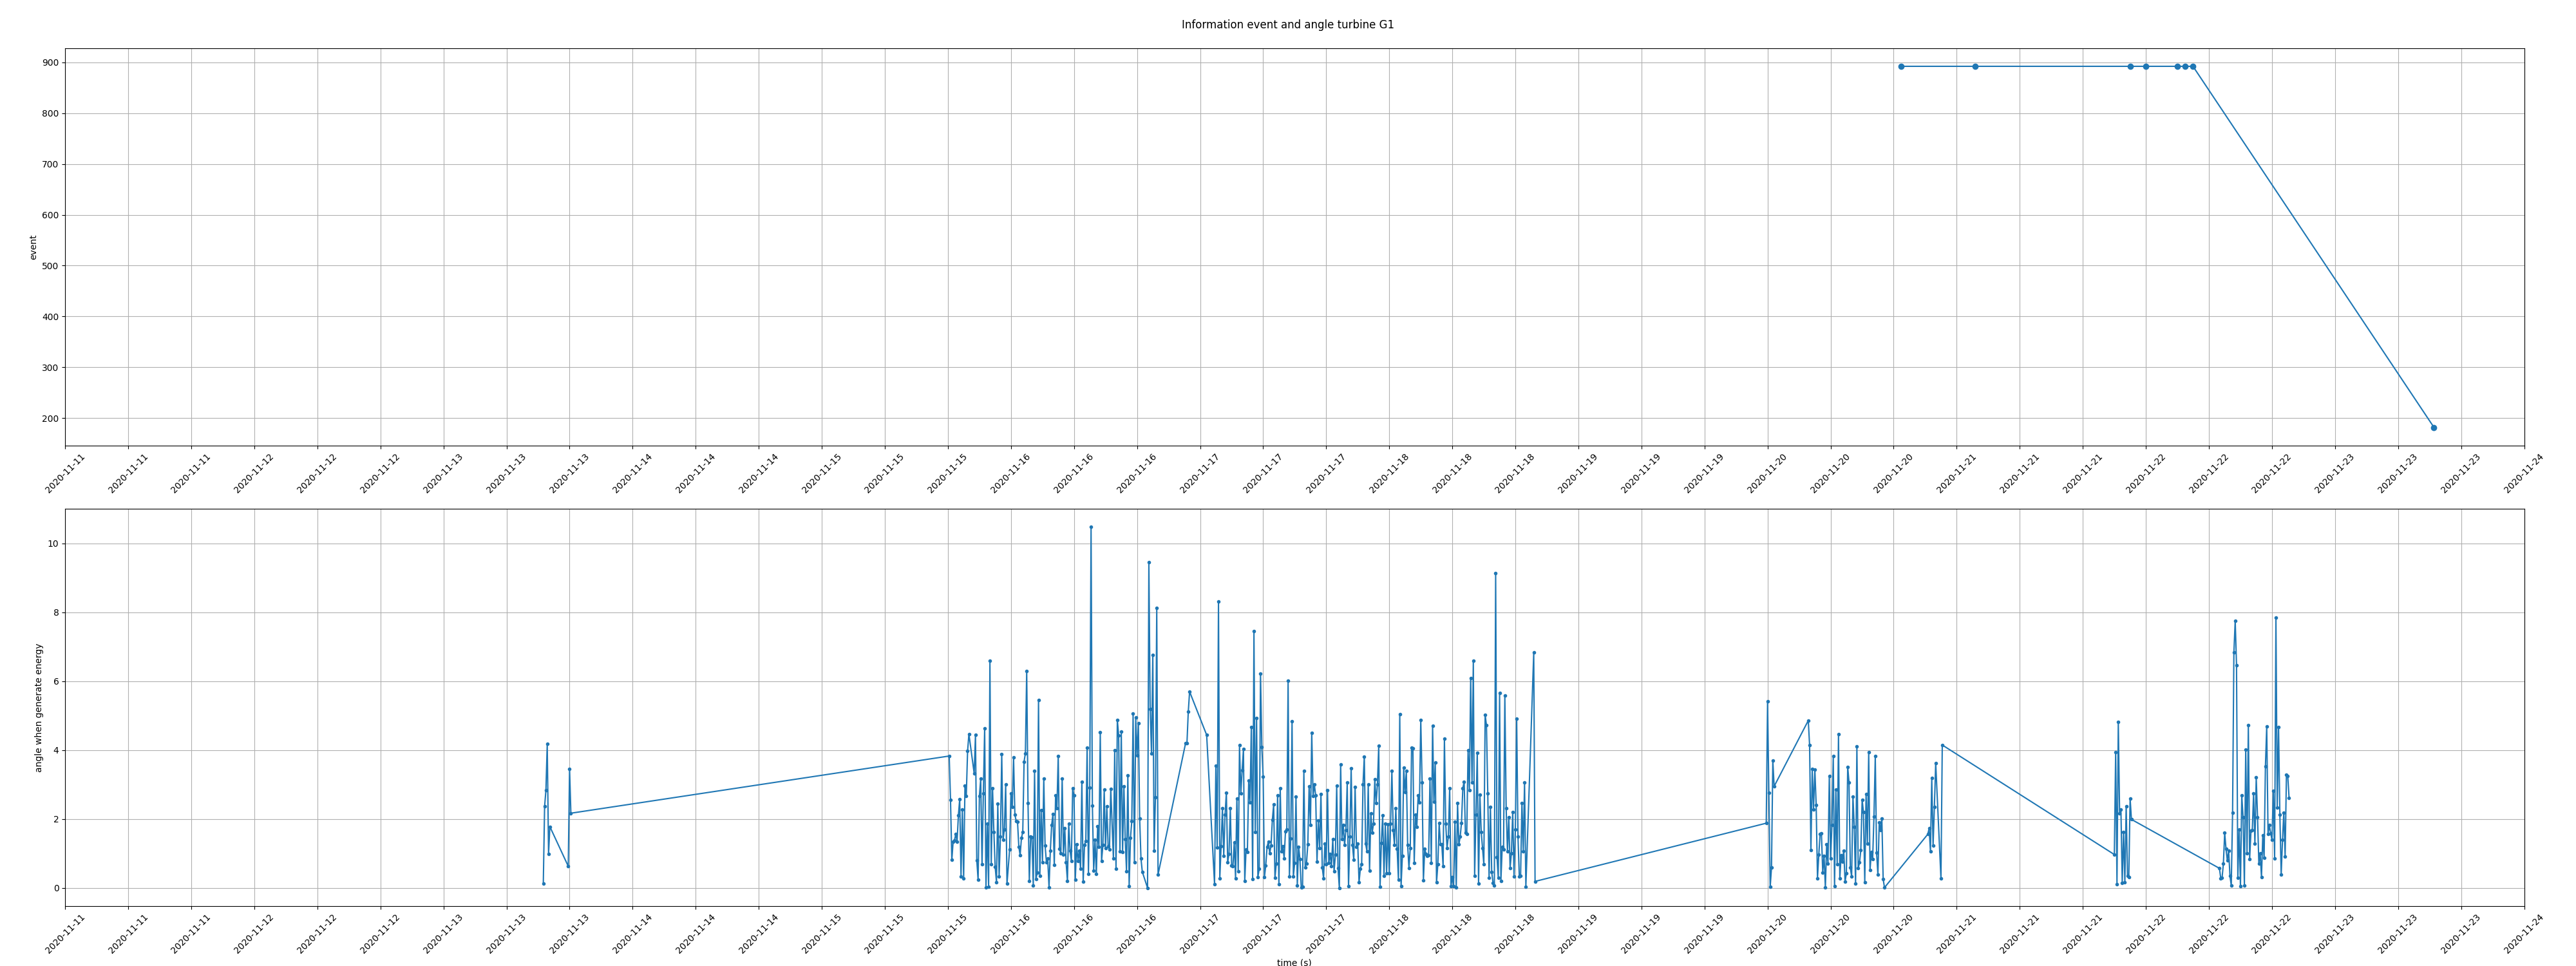 Information event and angle turbine G1
900
800
700
600
500
400
300
200
event
2020-11-11 2020-11-11 2020-11-11 2020-11-12 2020-11-12 2020-11-12 2020-11-13 2020-11-13 2020-11-13 2020-11-14 2020-11-14 2020-11-14 2020-11-15 2020-11-15 2020-11-15 2020-11-16 2020-11-16 2020-11-16 2020-11-17 2020-11-17 2020-11-17 2020-11-18 2020-11-18 2020-11-18 2020-11-19 2020-11-19 2020-11-19 2020-11-20 2020-11-20 2020-11-20 2020-11-21 2020-11-21 2020-11-21 2020-11-22 2020-11-22 2020-11-22 2020-11-23 2020-11-23 2020-11-23 2020-11-24
10
8
6
4
2
0
angle when generate energy
2020-11-11 2020-11-11 2020-11-11 2020-11-12 2020-11-12 2020-11-12 2020-11-13 2020-11-13 2020-11-13 2020-11-14 2020-11-14 2020-11-14 2020-11-15 2020-11-15 2020-11-15 2020-11-16 2020-11-16 2020-11-16 2020-11-17 2020-11-17 2020-11-17 2020-11-18 2020-11-18 2020-11-18 2020-11-19 2020-11-19 2020-11-19 2020-11-20 2020-11-20 2020-11-20 2020-11-21 2020-11-21 2020-11-21 2020-11-22 2020-11-22 2020-11-22 2020-11-23 2020-11-23 2020-11-23 2020-11-24
time (s)